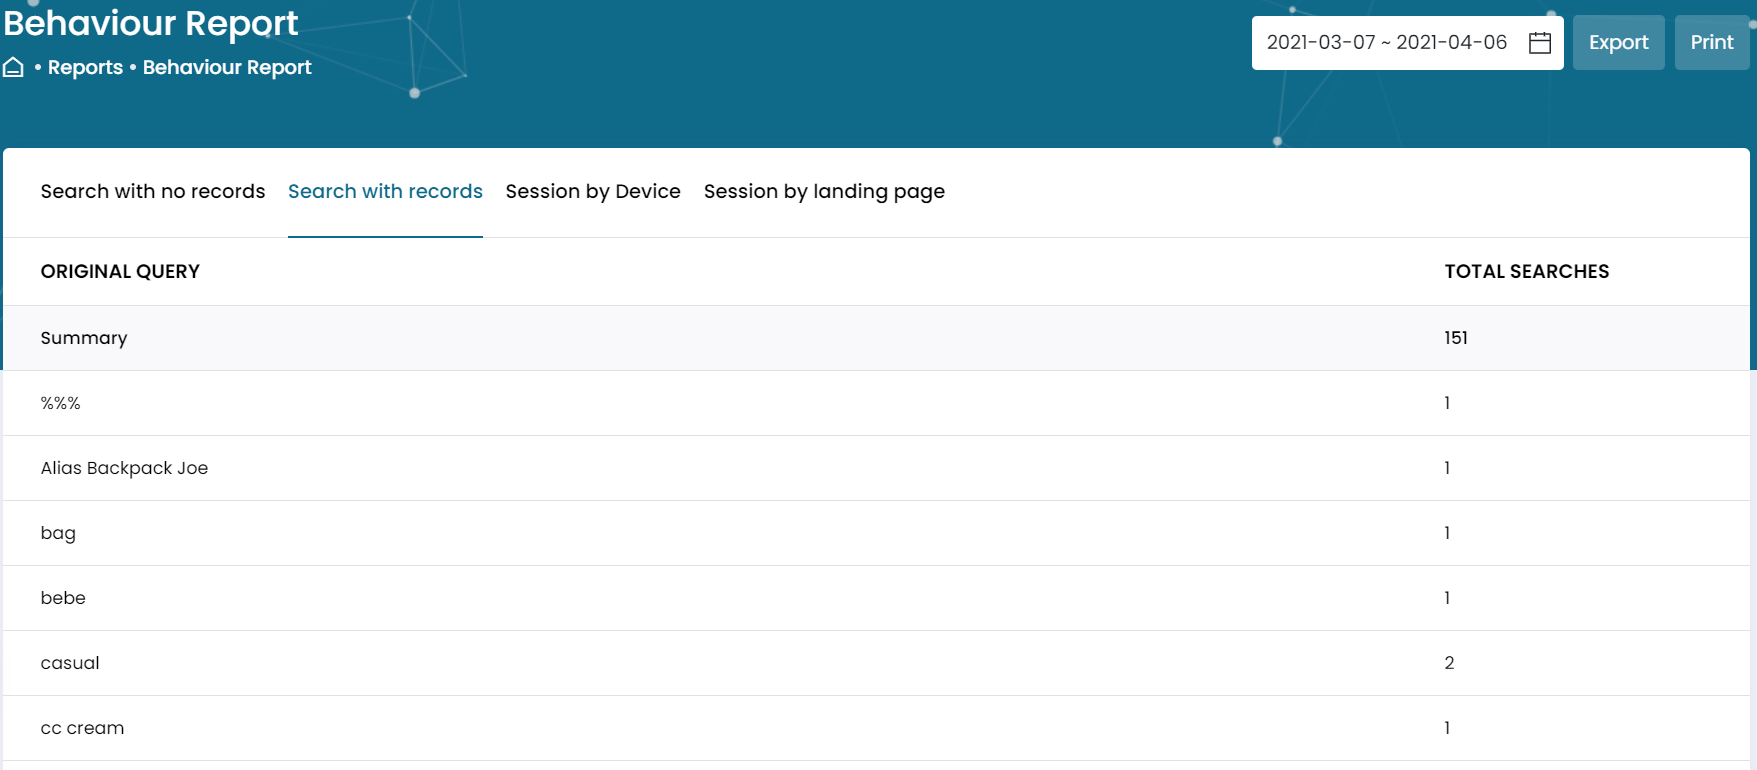 Behaviour Report
• Reports • Behaviour Report
2021-03-07 ~ 2021-04-06
Export
Print
Search with no records
Search with records
Session by Device
Session by landing page
ORIGINAL QUERY TOTAL SEARCHES
Summary 151
%%% 1
Alias Backpack Joe 1
bag 1
bebe 1
casual 2
cc cream 1